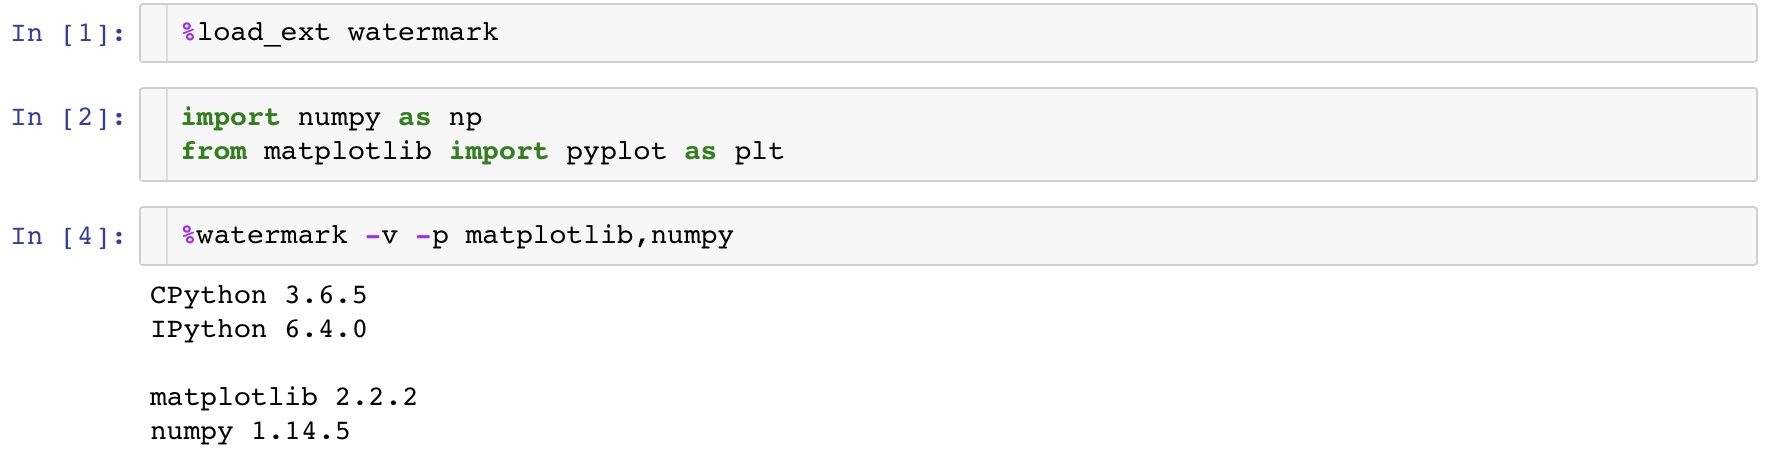 In [1]: %load_ext watermark
In [2]: import numpy as np
from matplotlib import pyplot as plt
In [4]: %watermark -v -p matplotlib,numpy
CPython 3.6.5
IPython 6.4.0
matplotlib 2.2.2
numpy 1.14.5